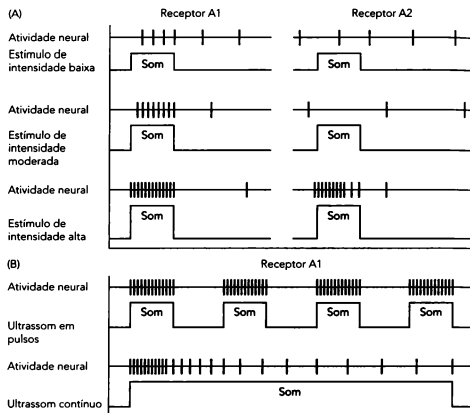 (A)
Receptor A1
Receptor A2
Atividade neural
Estímulo de
intensidade baixa
Som
Som
Atividade neural
Estímulo de
intensidade
moderada
Som
Som
Atividade neural
Estímulo de
intensidade alta
Som
Som
(B)
Receptor A1
Atividade neural
Ultrassom em
pulsos
Som
Som
Som
Som
Atividade neural
Ultrassom contínuo
Som